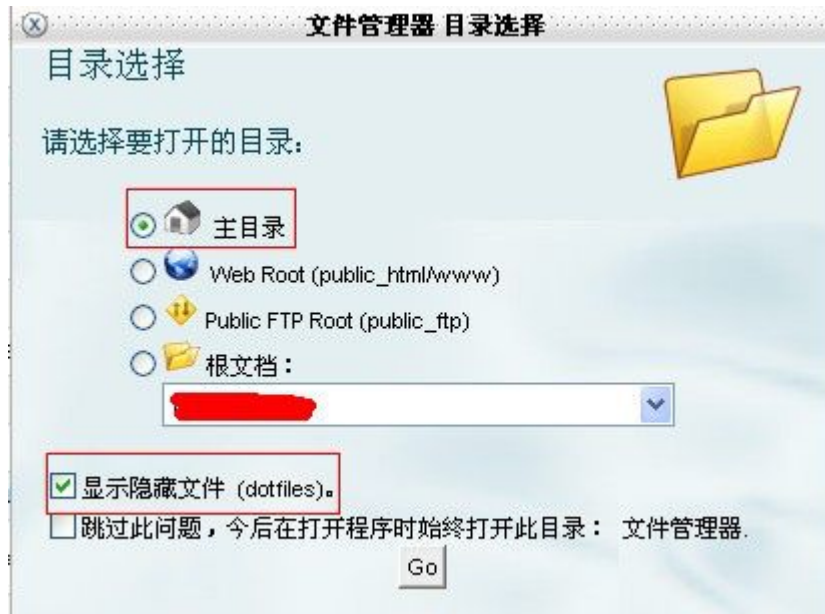 文件管理器 目录选择
目录选择
请选择要打开的目录：
主目录
Web Root (public_html/www)
Public FTP Root (public_ftp)
根文档：
显示隐藏文件 (dotfiles)。
跳过此问题，今后在打开程序时始终打开此目录： 文件管理器.
Go